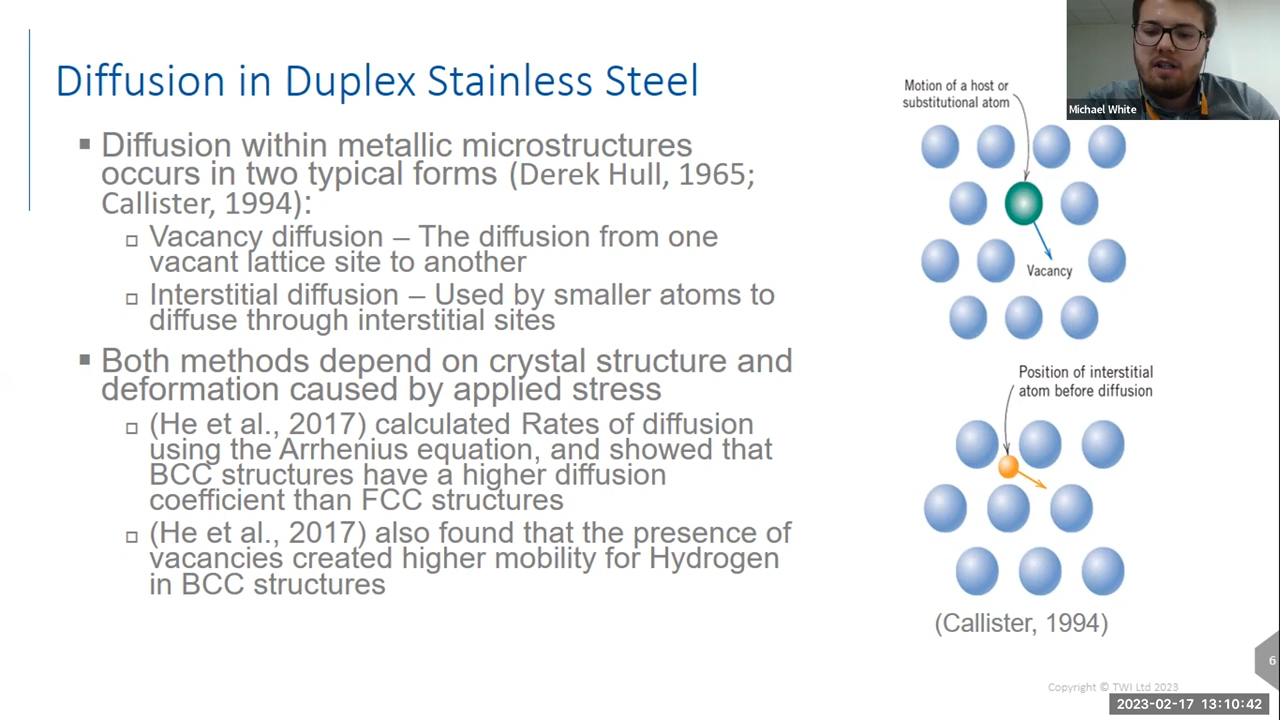 Diffusion in Duplex Stainless Steel
Diffusion within metallic microstructures
occurs in two typical forms (Derek Hull, 1965;
Callister, 1994):
Vacancy diffusion – The diffusion from one
vacant lattice site to another
Interstitial diffusion – Used by smaller atoms to
diffuse through interstitial sites
Both methods depend on crystal structure and
deformation caused by applied stress
(He et al., 2017) calculated Rates of diffusion
using the Arrhenius equation, and showed that
BCC structures have a higher diffusion
coefficient than FCC structures
(He et al., 2017) also found that the presence of
vacancies created higher mobility for Hydrogen
in BCC structures
Motion of a host or
substitutional atom
Vacancy
Position of interstitial
atom before diffusion
(Callister, 1994)
Michael White
6
Copyright © TWI Ltd 2023
2023-02-17 13:10:42